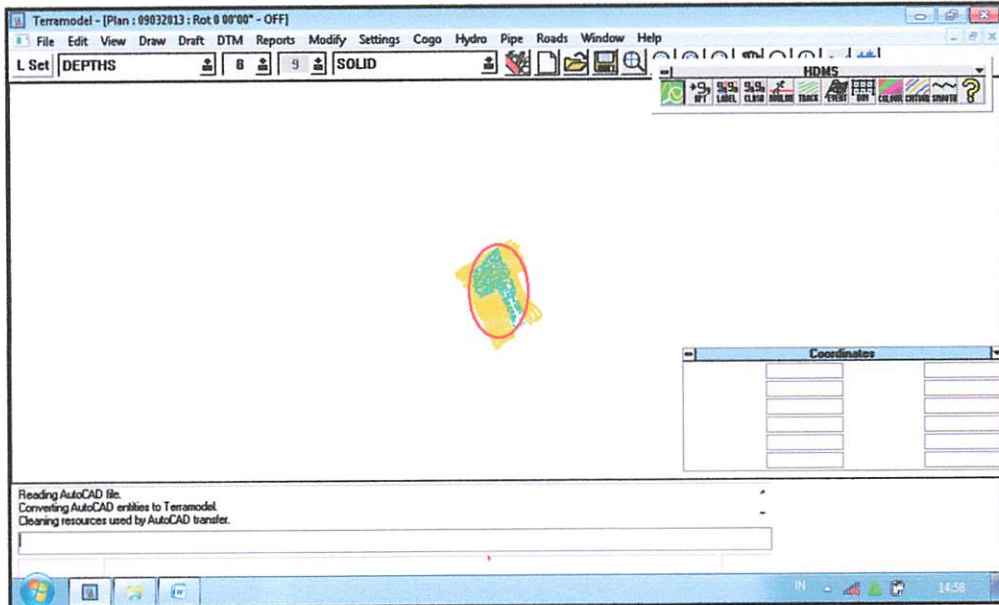 Terramodel - [Plan : 09032013 : Rot 0 00'00" - OFF]
File Edit View Draw Draft DTM Reports Modify Settings Cogo Hydro Pipe Roads Window Help
L Set DEPTHS 8 9 SOLID
HDMS
LABEL CLASH TRACK EVENT COLOUR SMOOTH
Coordinates
Reading AutoCAD file.
Converting AutoCAD entities to Terramodel.
Cleaning resources used by AutoCAD transfer.
IN 14:58